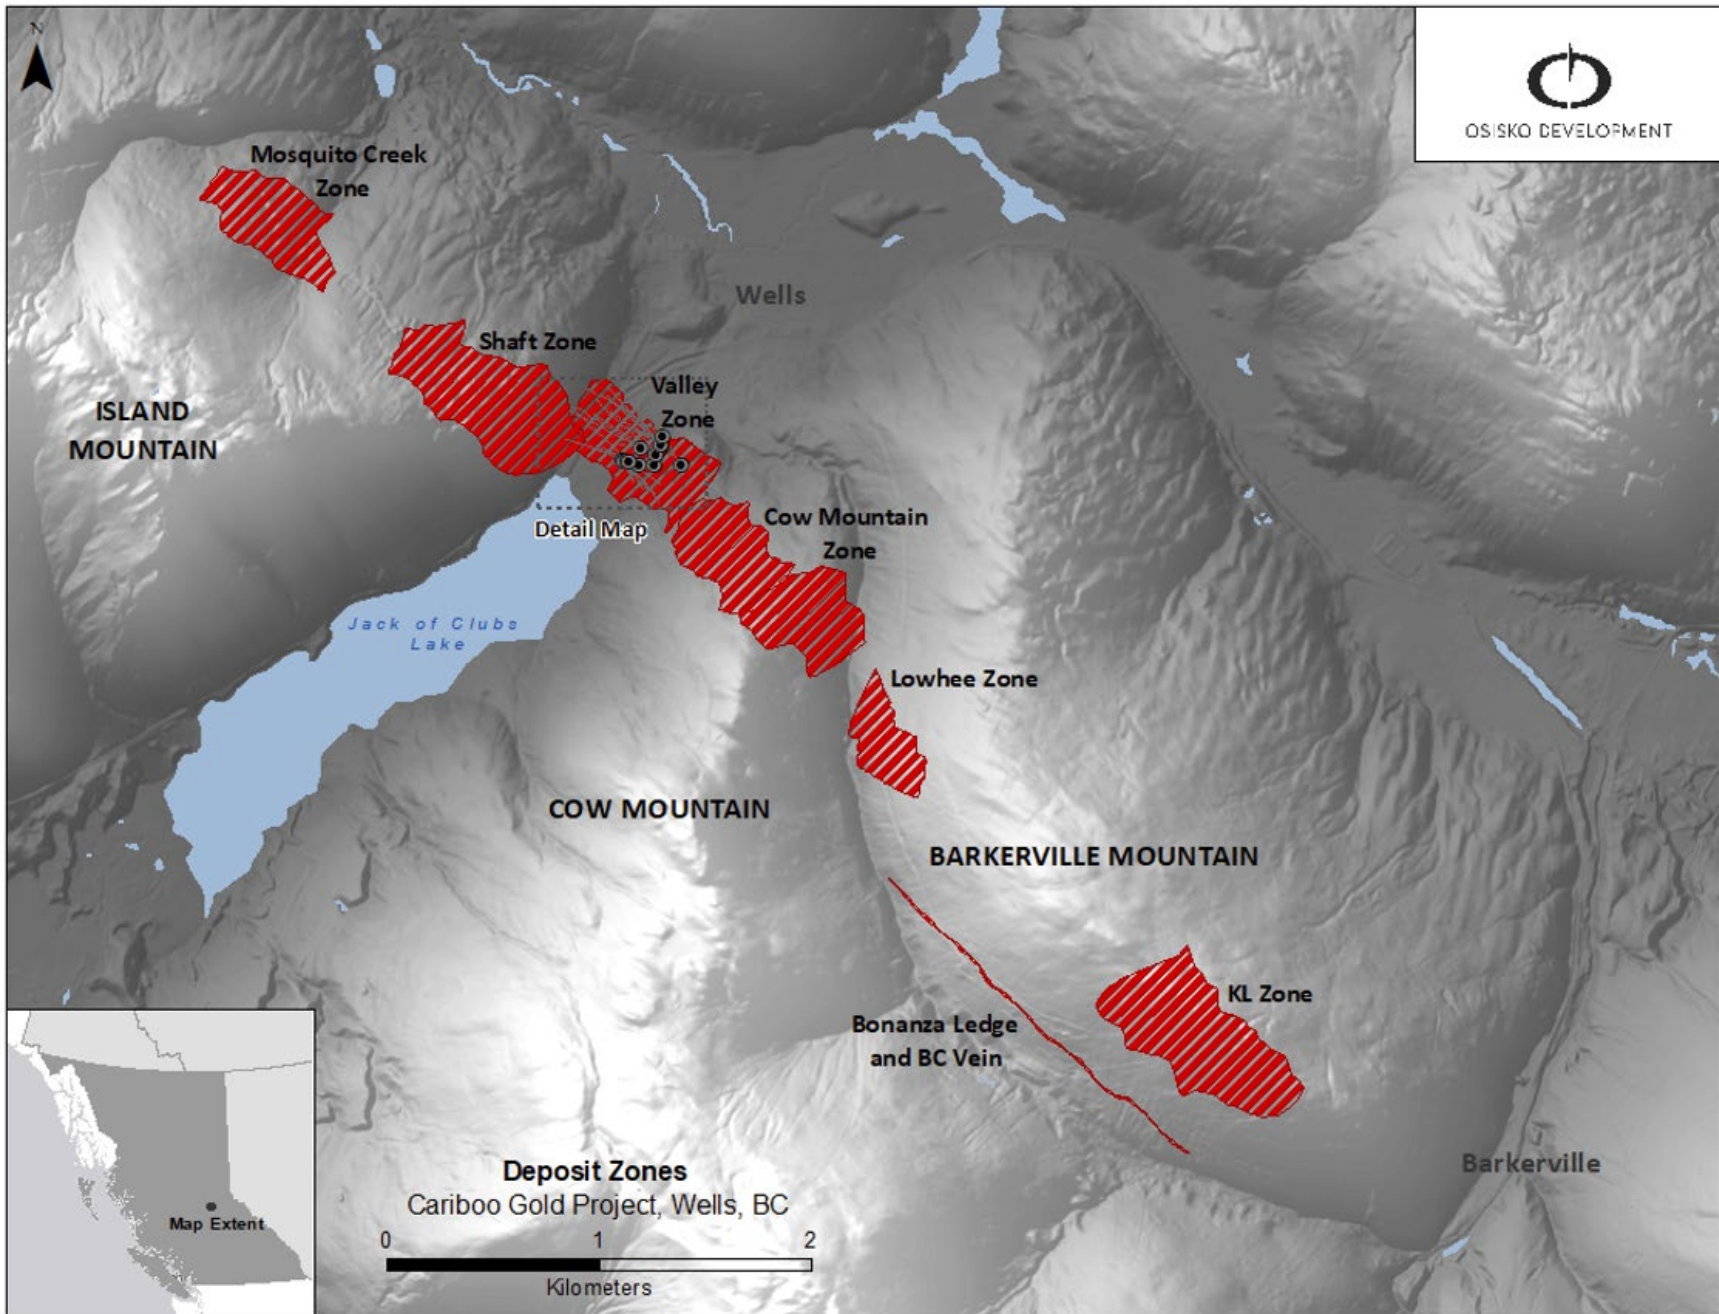 N
OSISKO DEVELOPMENT
Mosquito Creek
Zone
Wells
Shaft Zone
Valley
Zone
ISLAND
MOUNTAIN
Cow Mountain
Zone
Detail Map
Jack of Clubs
Lake
Lowhee Zone
COW MOUNTAIN
BARKERVILLE MOUNTAIN
KL Zone
Bonanza Ledge
and BC Vein
Barkerville
Map Extent
Deposit Zones
Cariboo Gold Project, Wells, BC
0 1 2
Kilometers